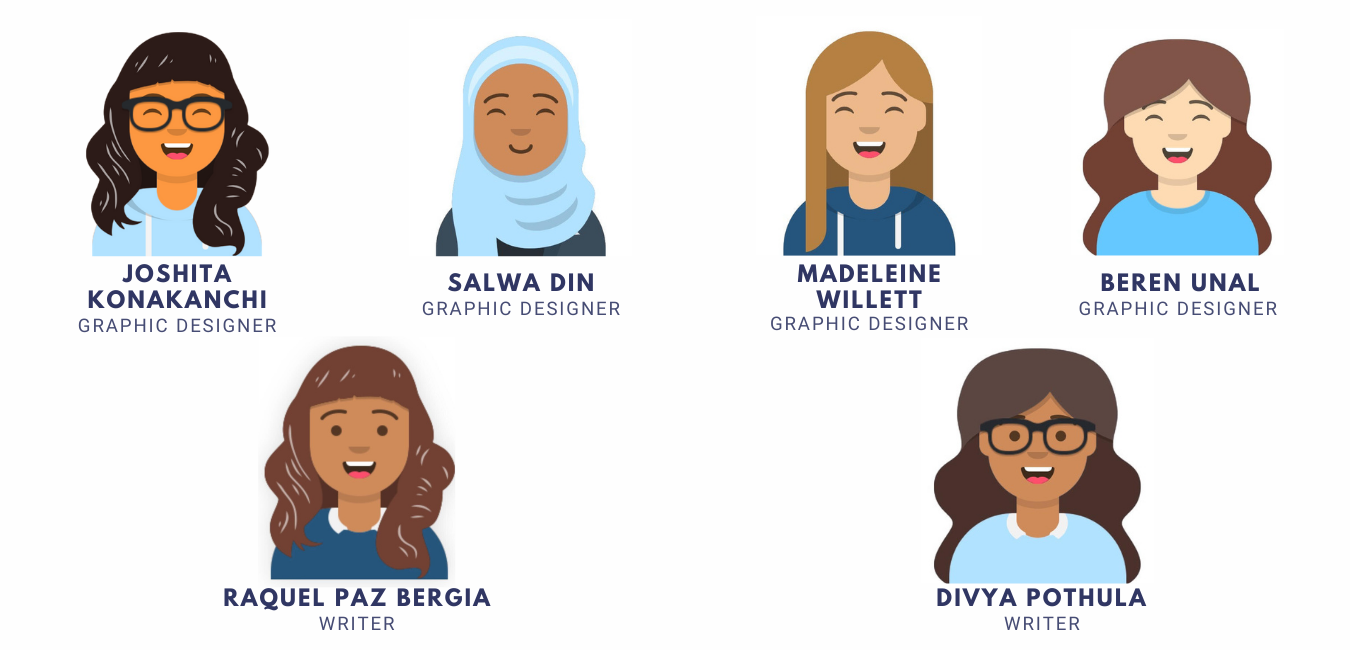 JOSHITA
KONAKANCHI
GRAPHIC DESIGNER
SALWA DIN
GRAPHIC DESIGNER
MADELEINE
WILLETT
GRAPHIC DESIGNER
BEREN UNAL
GRAPHIC DESIGNER
RAQUEL PAZ BERGIA
WRITER
DIVYA POTHULA
WRITER